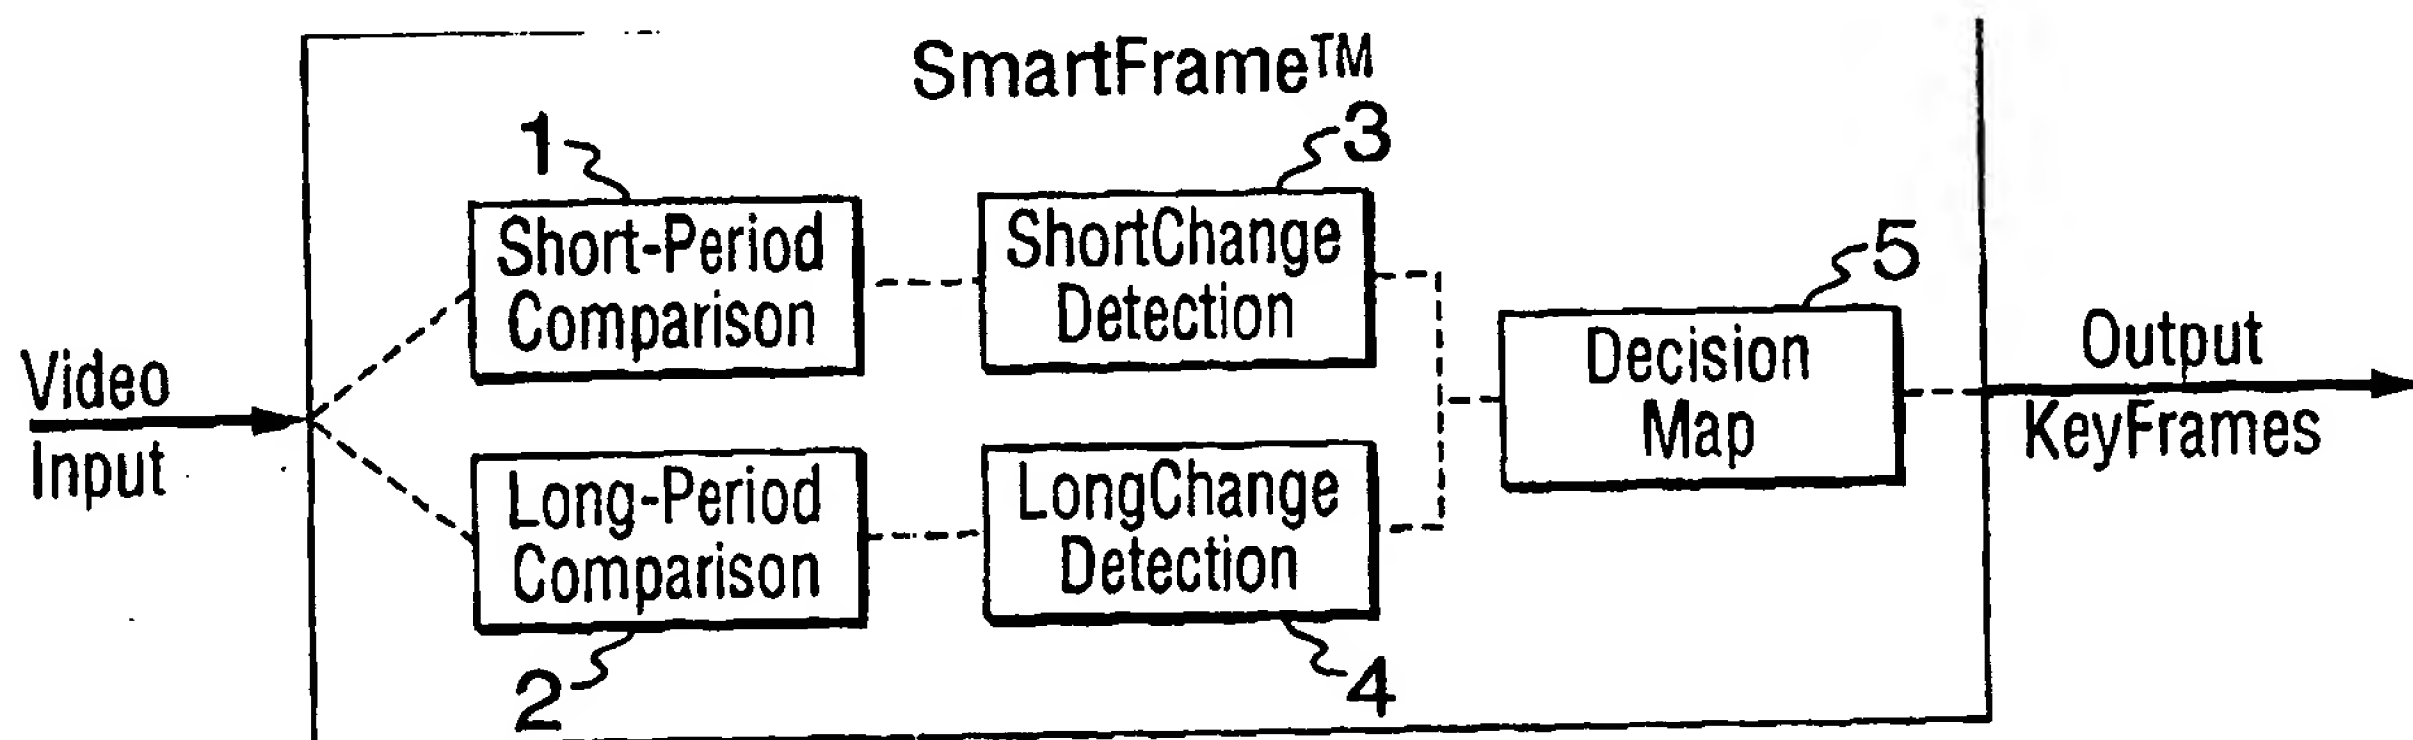 SmartFrame™
1
3
Short-Period
Comparison
ShortChange
Detection
5
Video
Input
Decision
Map
Output
KeyFrames
Long-Period
Comparison
LongChange
Detection
2
4